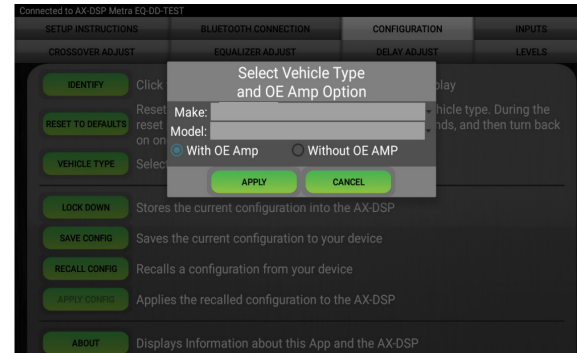 Connected to AX-DSP Metra EQ-DD-TEST
SETUP INSTRUCTIONS BLUETOOTH CONNECTION CONFIGURATION INPUTS
CROSSOVER ADJUST EQUALIZER ADJUST DELAY ADJUST LEVELS
Select Vehicle Type
and OE Amp Option
Make:
Model:
With OE Amp Without OE AMP
APPLY CANCEL
IDENTIFY Click play
RESET TO DEFAULTS Reset hicle type. During the
reset nds, and then turn back
on on
VEHICLE TYPE Select
LOCK DOWN Stores the current configuration into the AX-DSP
SAVE CONFIG Saves the current configuration to your device
RECALL CONFIG Recalls a configuration from your device
APPLY CONFIG Applies the recalled configuration to the AX-DSP
ABOUT Displays Information about this App and the AX-DSP